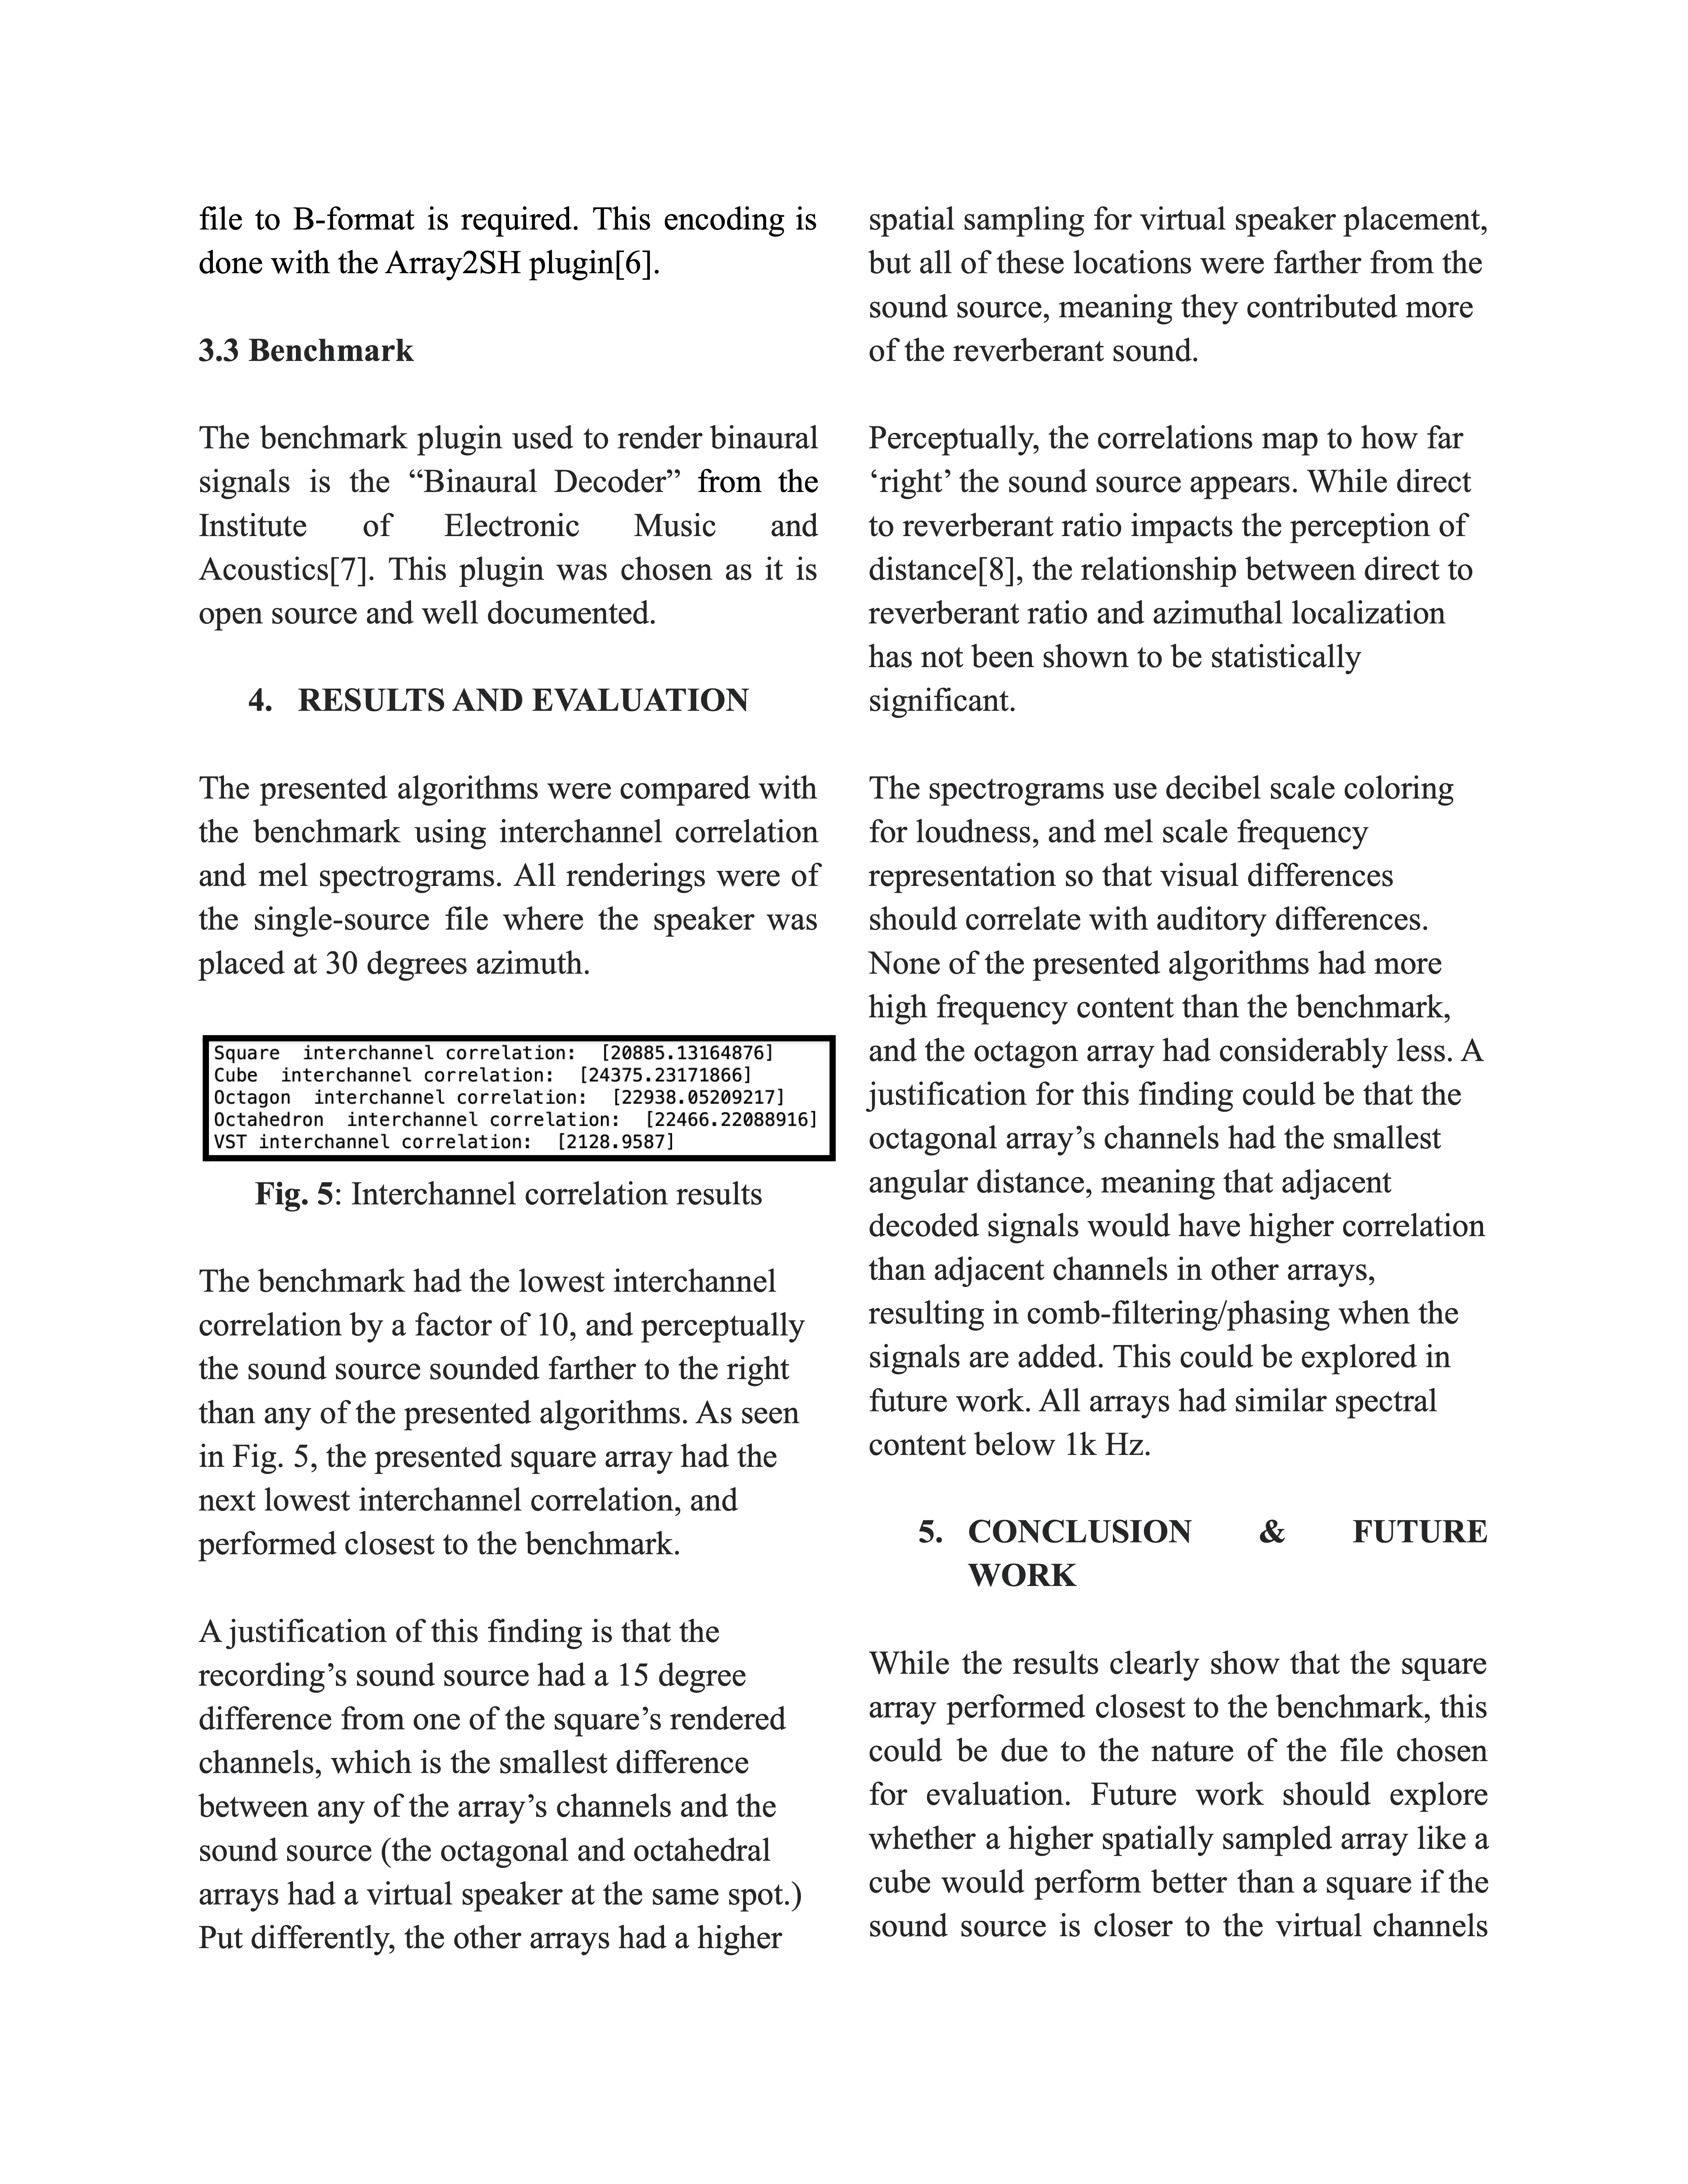 file to B-format is required. This encoding is
done with the Array2SH plugin[6].
3.3 Benchmark
The benchmark plugin used to render binaural
signals is the “Binaural Decoder” from the
Institute of Electronic Music and
Acoustics[7]. This plugin was chosen as it is
open source and well documented.
4. RESULTS AND EVALUATION
The presented algorithms were compared with
the benchmark using interchannel correlation
and mel spectrograms. All renderings were of
the single-source file where the speaker was
placed at 30 degrees azimuth.
Square interchannel correlation: [20885.13164876]
Cube interchannel correlation: [24375.23171866]
Octagon interchannel correlation: [22938.05209217]
Octahedron interchannel correlation: [22466.22088916]
VST interchannel correlation: [2128.9587]
Fig. 5: Interchannel correlation results
The benchmark had the lowest interchannel
correlation by a factor of 10, and perceptually
the sound source sounded farther to the right
than any of the presented algorithms. As seen
in Fig. 5, the presented square array had the
next lowest interchannel correlation, and
performed closest to the benchmark.
A justification of this finding is that the
recording’s sound source had a 15 degree
difference from one of the square’s rendered
channels, which is the smallest difference
between any of the array’s channels and the
sound source (the octagonal and octahedral
arrays had a virtual speaker at the same spot.)
Put differently, the other arrays had a higher
spatial sampling for virtual speaker placement,
but all of these locations were farther from the
sound source, meaning they contributed more
of the reverberant sound.
Perceptually, the correlations map to how far
‘right’ the sound source appears. While direct
to reverberant ratio impacts the perception of
distance[8], the relationship between direct to
reverberant ratio and azimuthal localization
has not been shown to be statistically
significant.
The spectrograms use decibel scale coloring
for loudness, and mel scale frequency
representation so that visual differences
should correlate with auditory differences.
None of the presented algorithms had more
high frequency content than the benchmark,
and the octagon array had considerably less. A
justification for this finding could be that the
octagonal array’s channels had the smallest
angular distance, meaning that adjacent
decoded signals would have higher correlation
than adjacent channels in other arrays,
resulting in comb-filtering/phasing when the
signals are added. This could be explored in
future work. All arrays had similar spectral
content below 1k Hz.
5. CONCLUSION & FUTURE
WORK
While the results clearly show that the square
array performed closest to the benchmark, this
could be due to the nature of the file chosen
for evaluation. Future work should explore
whether a higher spatially sampled array like a
cube would perform better than a square if the
sound source is closer to the virtual channels